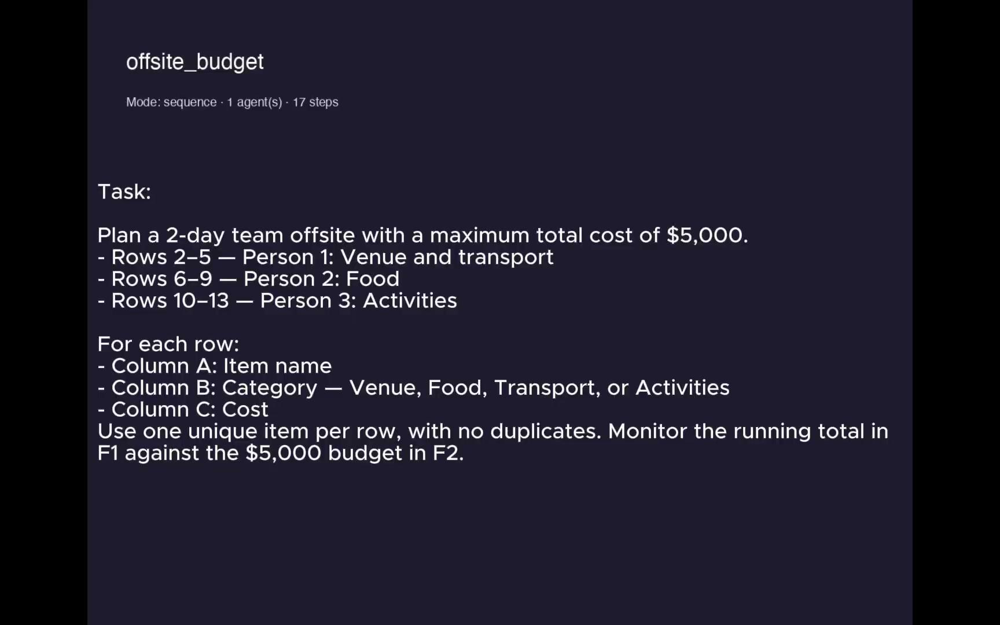 offsite_budget
Mode: sequence · 1 agent(s) · 17 steps
Task:
Plan a 2-day team offsite with a maximum total cost of $5,000.
- Rows 2–5 — Person 1: Venue and transport
- Rows 6–9 — Person 2: Food
- Rows 10–13 — Person 3: Activities
For each row:
- Column A: Item name
- Column B: Category — Venue, Food, Transport, or Activities
- Column C: Cost
Use one unique item per row, with no duplicates. Monitor the running total in
F1 against the $5,000 budget in F2.